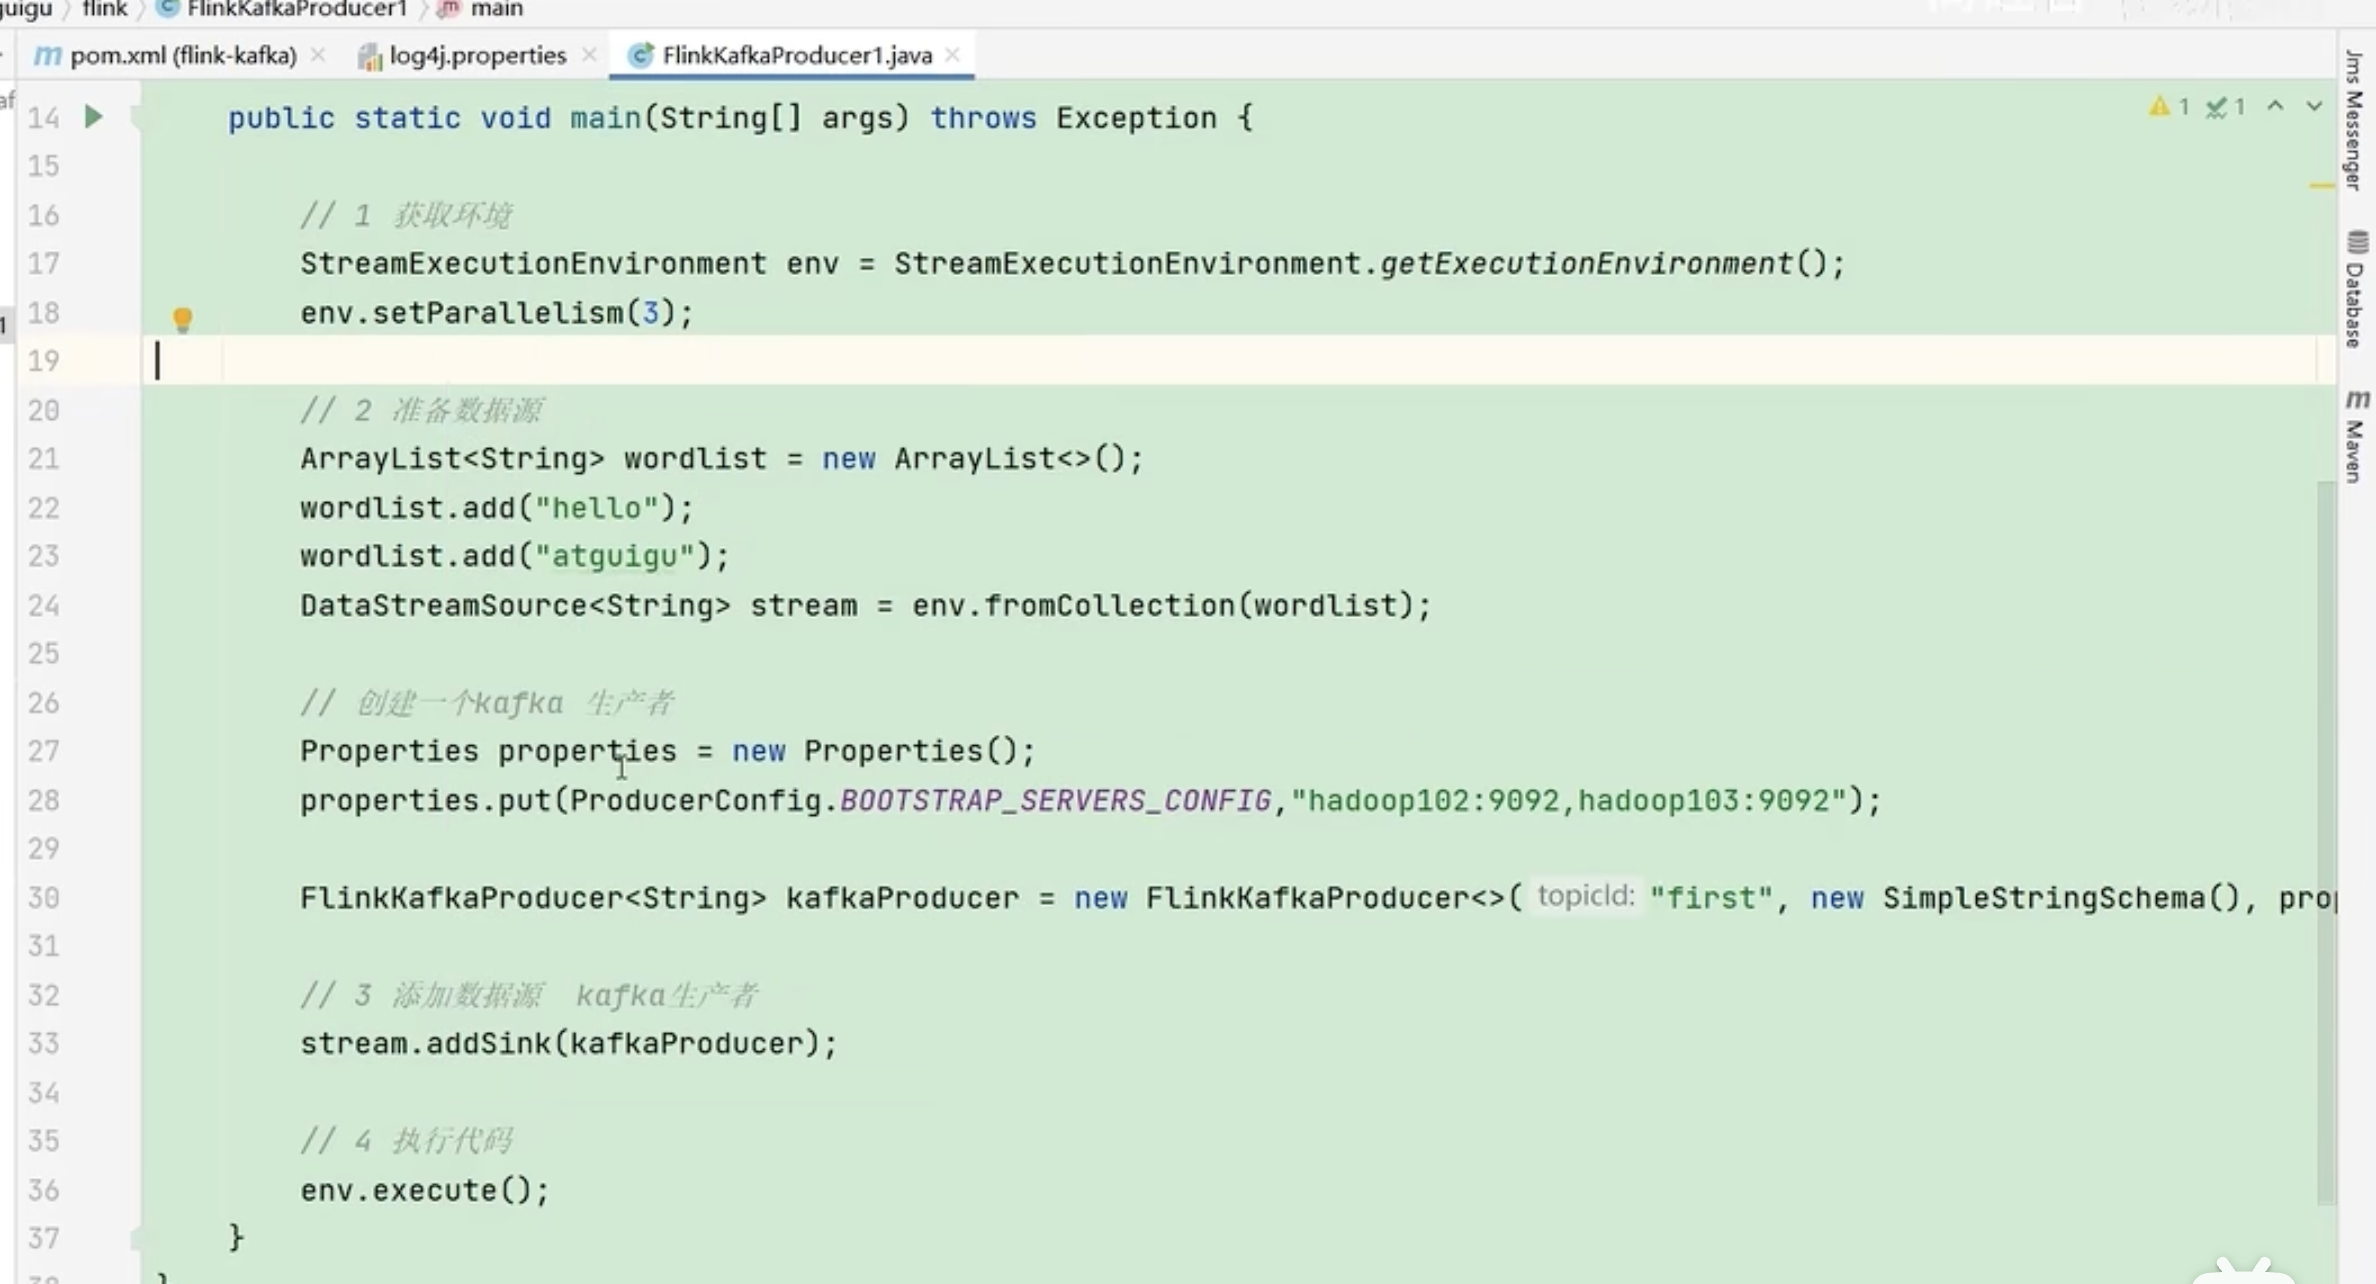 flink FlinkKafkaProducer1 main
pom.xml (flink-kafka) log4j.properties FlinkKafkaProducer1.java
14 public static void main(String[] args) throws Exception { 1 1
15
16 // 1 获取环境
17 StreamExecutionEnvironment env = StreamExecutionEnvironment.getExecutionEnvironment();
18 env.setParallelism(3);
19
20 // 2 准备数据源
21 ArrayList<String> wordlist = new ArrayList<>();
22 wordlist.add("hello");
23 wordlist.add("atguigu");
24 DataStreamSource<String> stream = env.fromCollection(wordlist);
25
26 // 创建一个kafka 生产者
27 Properties properties = new Properties();
28 properties.put(ProducerConfig.BOOTSTRAP_SERVERS_CONFIG,"hadoop102:9092,hadoop103:9092");
29
30 FlinkKafkaProducer<String> kafkaProducer = new FlinkKafkaProducer<>( topicId: "first", new SimpleStringSchema(), pro
31
32 // 3 添加数据源 kafka生产者
33 stream.addSink(kafkaProducer);
34
35 // 4 执行代码
36 env.execute();
37 }
Jms Messenger
Database
Maven